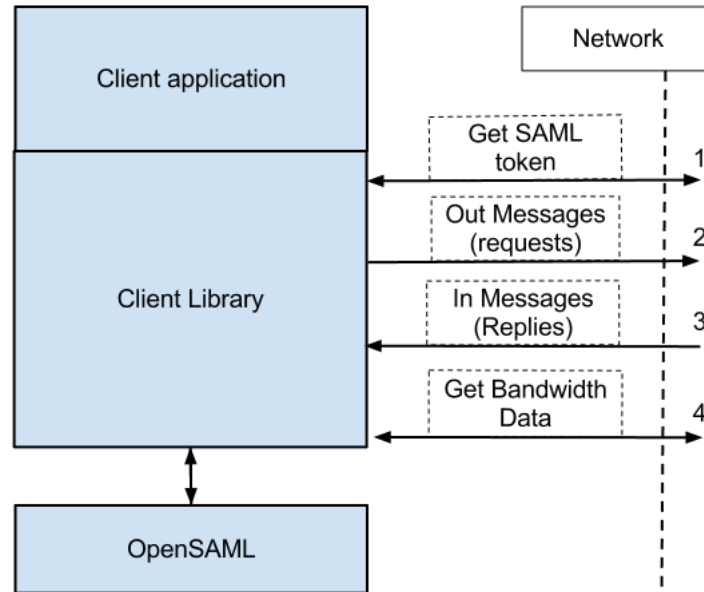 Client application
Network
Get SAML
token
1
Out Messages
(requests)
2
Client Library
In Messages
(Replies)
3
Get Bandwidth
Data
4
OpenSAML